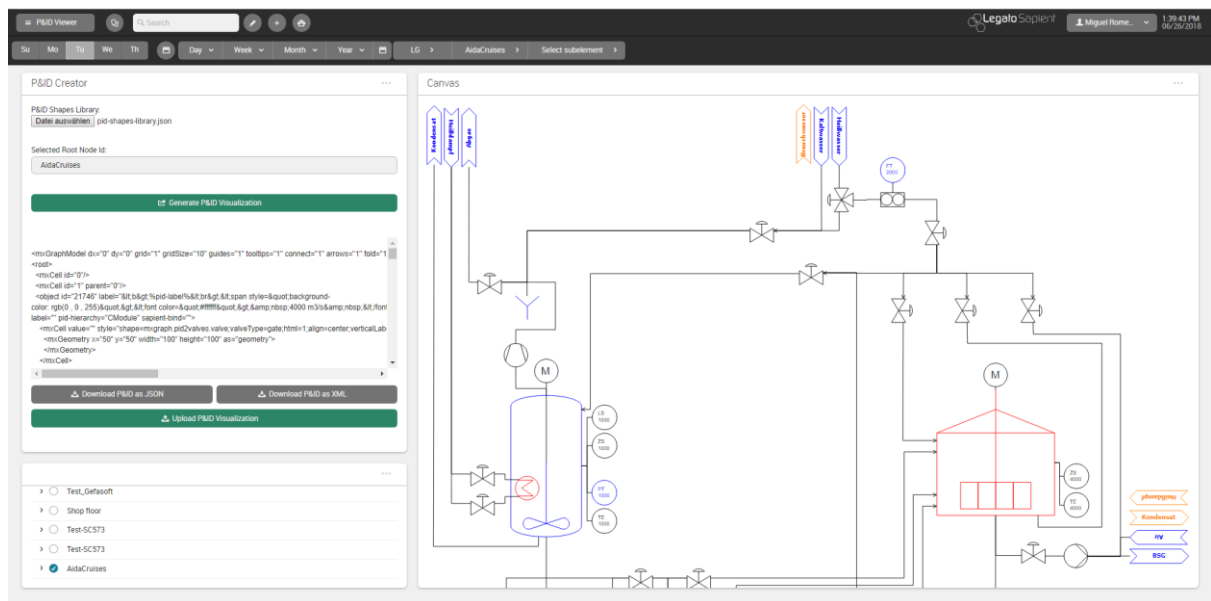 P&ID Viewer
Search
Legato Sapient
Miguel Rome...
1:39:43 PM
06/26/2018
Su Mo Tu We Th Day Week Month Year LG AidaCruises Select subelement
P&ID Creator
P&ID Shapes Library:
Datei auswählen pid-shapes-library.json
Selected Root Node Id:
AidaCruises
Generate P&ID Visualization
<mxGraphModel dx="0" dy="0" grid="1" gridSize="10" guides="1" tooltips="1" connect="1" arrows="1" fold="1
<root>
<mxCell id="0"/>
<mxCell id="1" parent="0"/>
<object id="21746" label="&lt;b&gt;%pid-label%&lt;br&gt;&lt;span style=&quot;background-
color: rgb(0 , 0 , 255)&quot;&gt;&lt;font color=&quot;#ffffff&quot;&gt;&amp;nbsp;4000 m3/s&amp;nbsp;&lt;/font
label="" pid-hierarchy="CModule" sapient-bind="">
<mxCell value="" style="shape=mxgraph.pid2valves.valve;valveType=gate;html=1;align=center;verticalLab
<mxGeometry x="50" y="50" width="100" height="100" as="geometry">
</mxGeometry>
</mxCell>
Download P&ID as JSON
Download P&ID as XML
Upload P&ID Visualization
Test_Gefasoft
Shop floor
Test-SC573
Test-SC573
AidaCruises
Canvas
Kondensat
Heißdampf
Abgas
Brauchwasser
Kaltwasser
Heißwasser
FT
2000
M
LS
1000
ZS
1000
FT
1000
TE
1000
M
ZS
4000
TE
4000
Heißdampf
Kondensat
Air
BSG